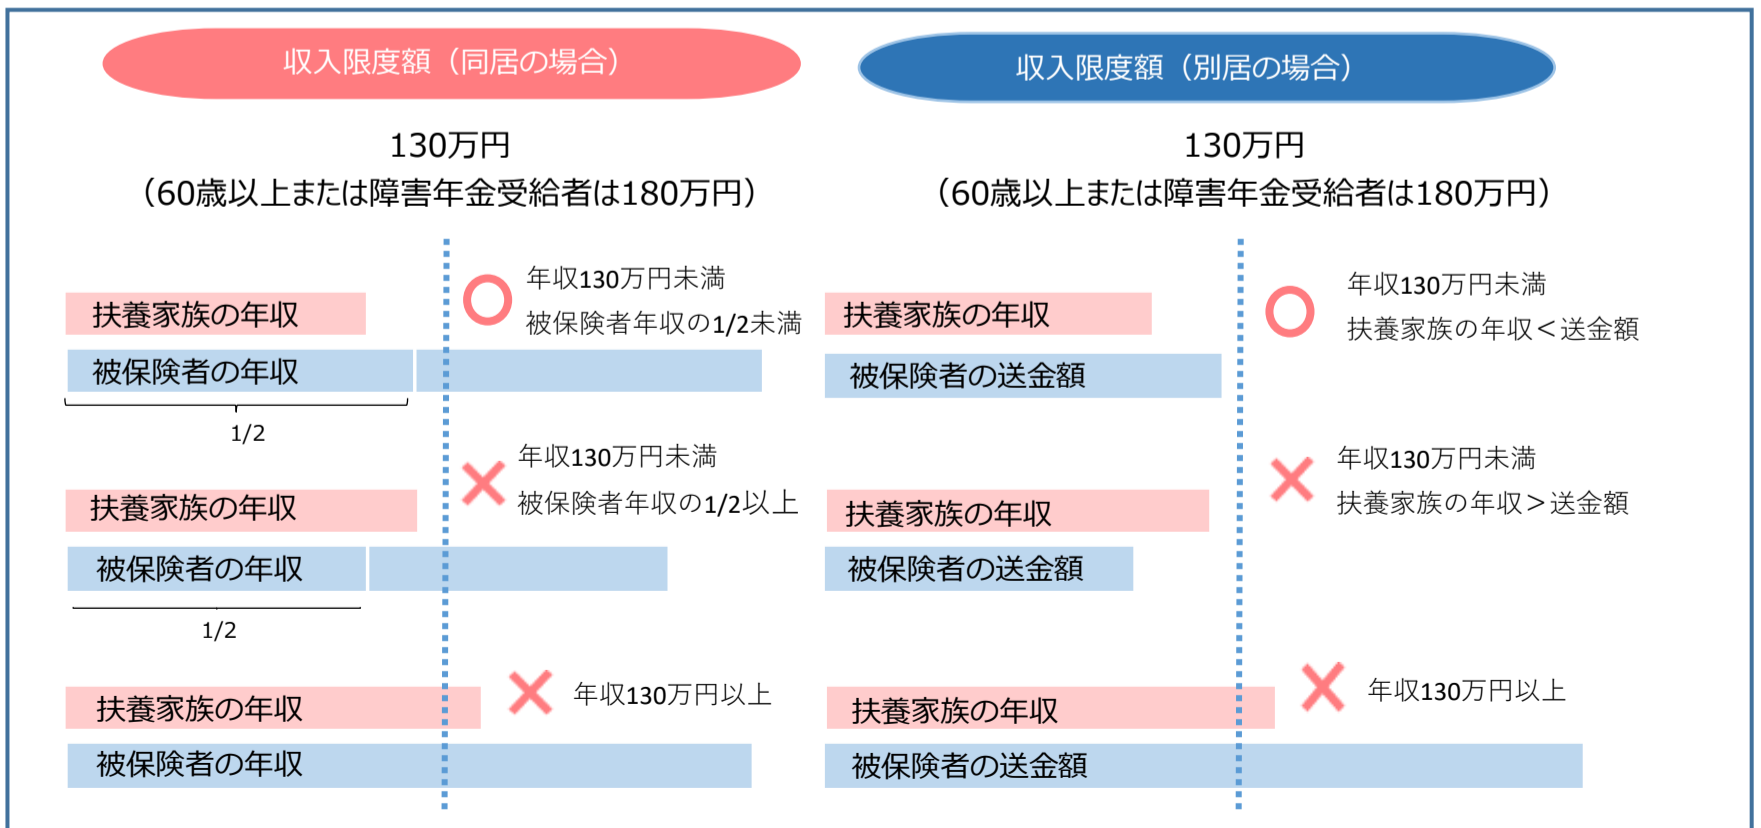 収入限度額（同居の場合）
130万円
（60歳以上または障害年金受給者は180万円）
年収130万円未満
被保険者年収の1/2未満
扶養家族の年収
被保険者の年収
1/2
年収130万円未満
被保険者年収の1/2以上
扶養家族の年収
被保険者の年収
1/2
年収130万円以上
扶養家族の年収
被保険者の年収
収入限度額（別居の場合）
130万円
（60歳以上または障害年金受給者は180万円）
年収130万円未満
扶養家族の年収＜送金額
扶養家族の年収
被保険者の送金額
年収130万円未満
扶養家族の年収＞送金額
扶養家族の年収
被保険者の送金額
年収130万円以上
扶養家族の年収
被保険者の送金額